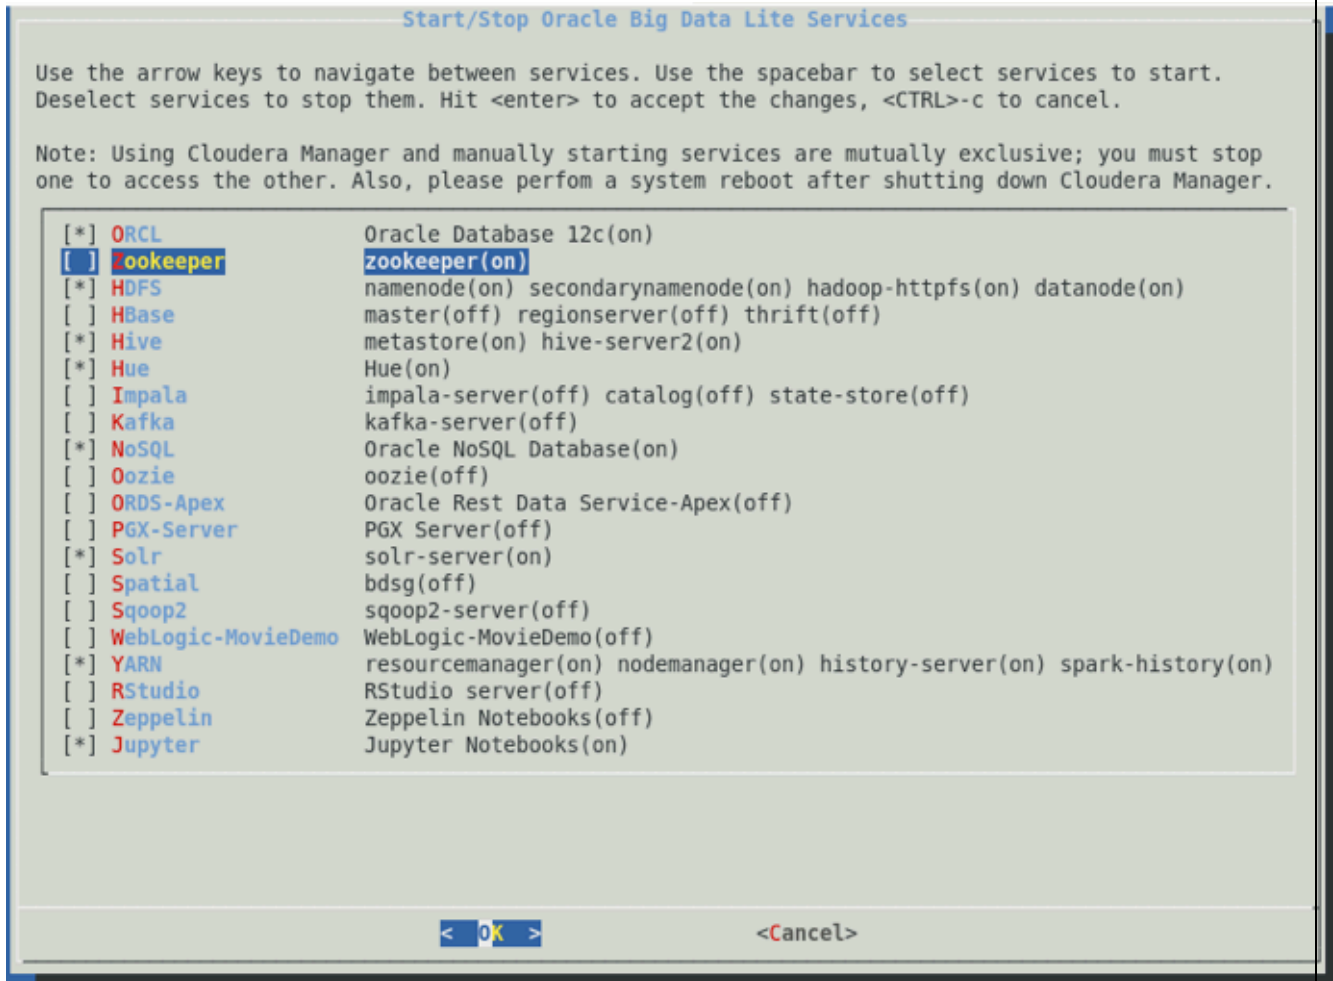 Start/Stop Oracle Big Data Lite Services
Use the arrow keys to navigate between services. Use the spacebar to select services to start.
Deselect services to stop them. Hit <enter> to accept the changes, <CTRL>-c to cancel.
Note: Using Cloudera Manager and manually starting services are mutually exclusive; you must stop
one to access the other. Also, please perfom a system reboot after shutting down Cloudera Manager.
[*] ORCL Oracle Database 12c(on)
[ ] Zookeeper zookeeper(on)
[*] HDFS namenode(on) secondarynamenode(on) hadoop-httpfs(on) datanode(on)
[ ] HBase master(off) regionserver(off) thrift(off)
[*] Hive metastore(on) hive-server2(on)
[*] Hue Hue(on)
[ ] Impala impala-server(off) catalog(off) state-store(off)
[ ] Kafka kafka-server(off)
[*] NoSQL Oracle NoSQL Database(on)
[ ] Oozie oozie(off)
[ ] ORDS-Apex Oracle Rest Data Service-Apex(off)
[ ] PGX-Server PGX Server(off)
[*] Solr solr-server(on)
[ ] Spatial bdsg(off)
[ ] Sqoop2 sqoop2-server(off)
[ ] WebLogic-MovieDemo WebLogic-MovieDemo(off)
[*] YARN resourcemanager(on) nodemanager(on) history-server(on) spark-history(on)
[ ] RStudio RStudio server(off)
[ ] Zeppelin Zeppelin Notebooks(off)
[*] Jupyter Jupyter Notebooks(on)
< OK > <Cancel>